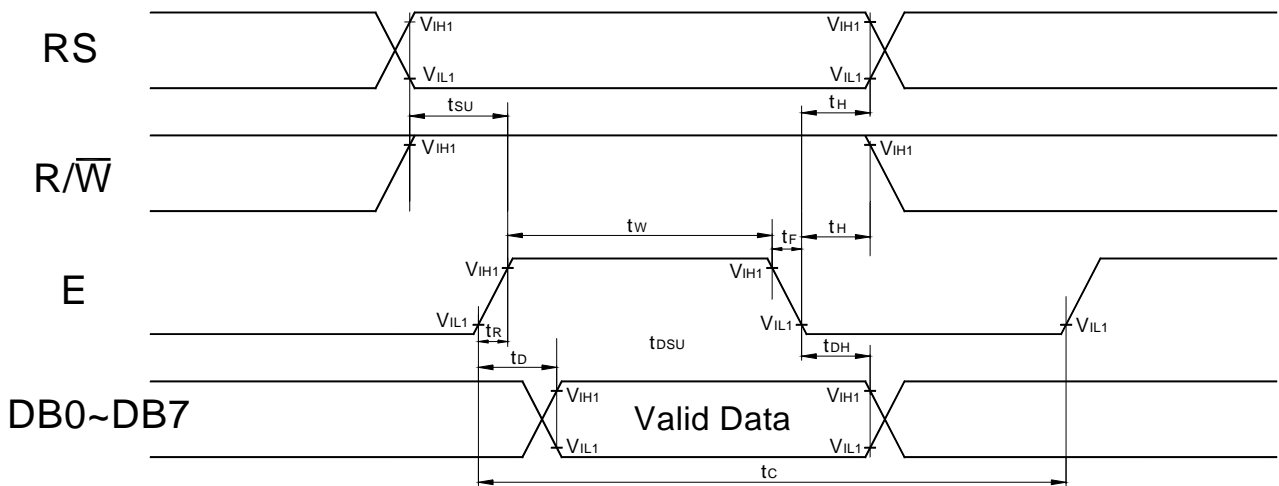 RS
VIH1
VIH1
VIL1
VIL1
tSU
tH
R/W̅
VIH1
VIH1
tW
tF
tH
E
VIH1
VIH1
VIL1
VIL1
VIL1
tR
tD
tDSU
tDH
DB0~DB7
VIH1
VIH1
Valid Data
VIL1
VIL1
tC